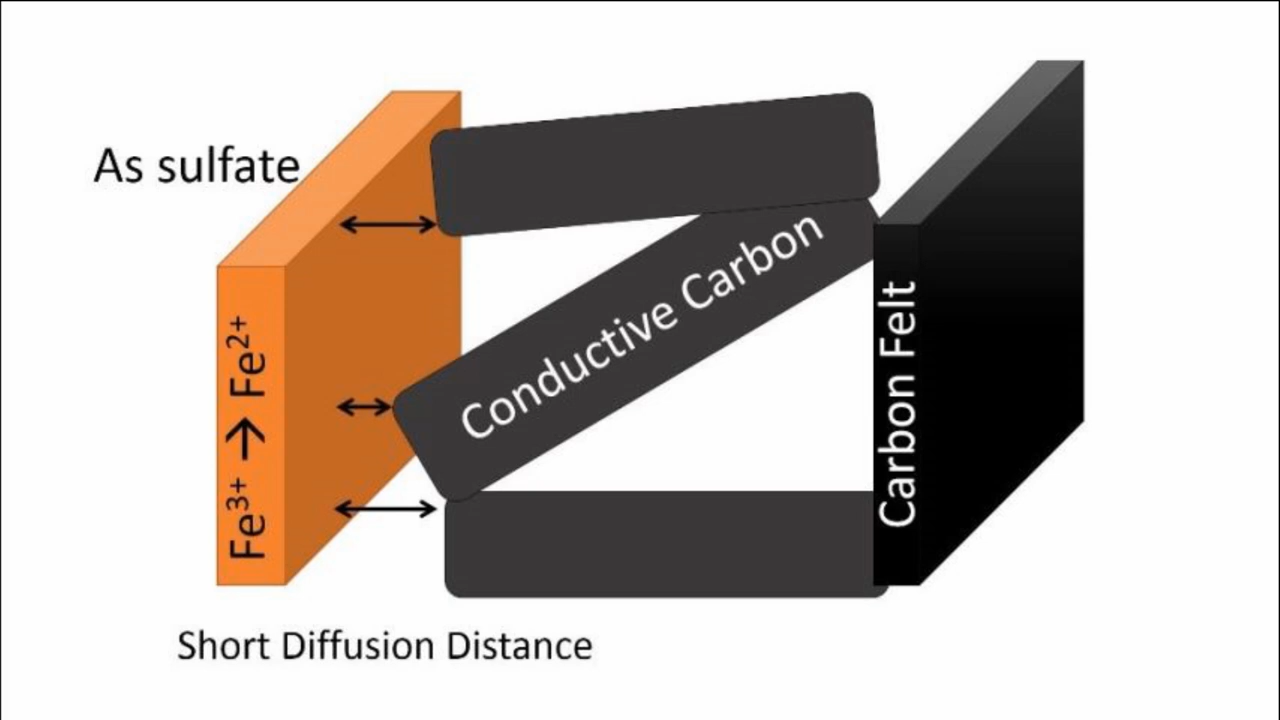 As sulfate
Fe³⁺ → Fe²⁺
Conductive Carbon
Carbon Felt
Short Diffusion Distance